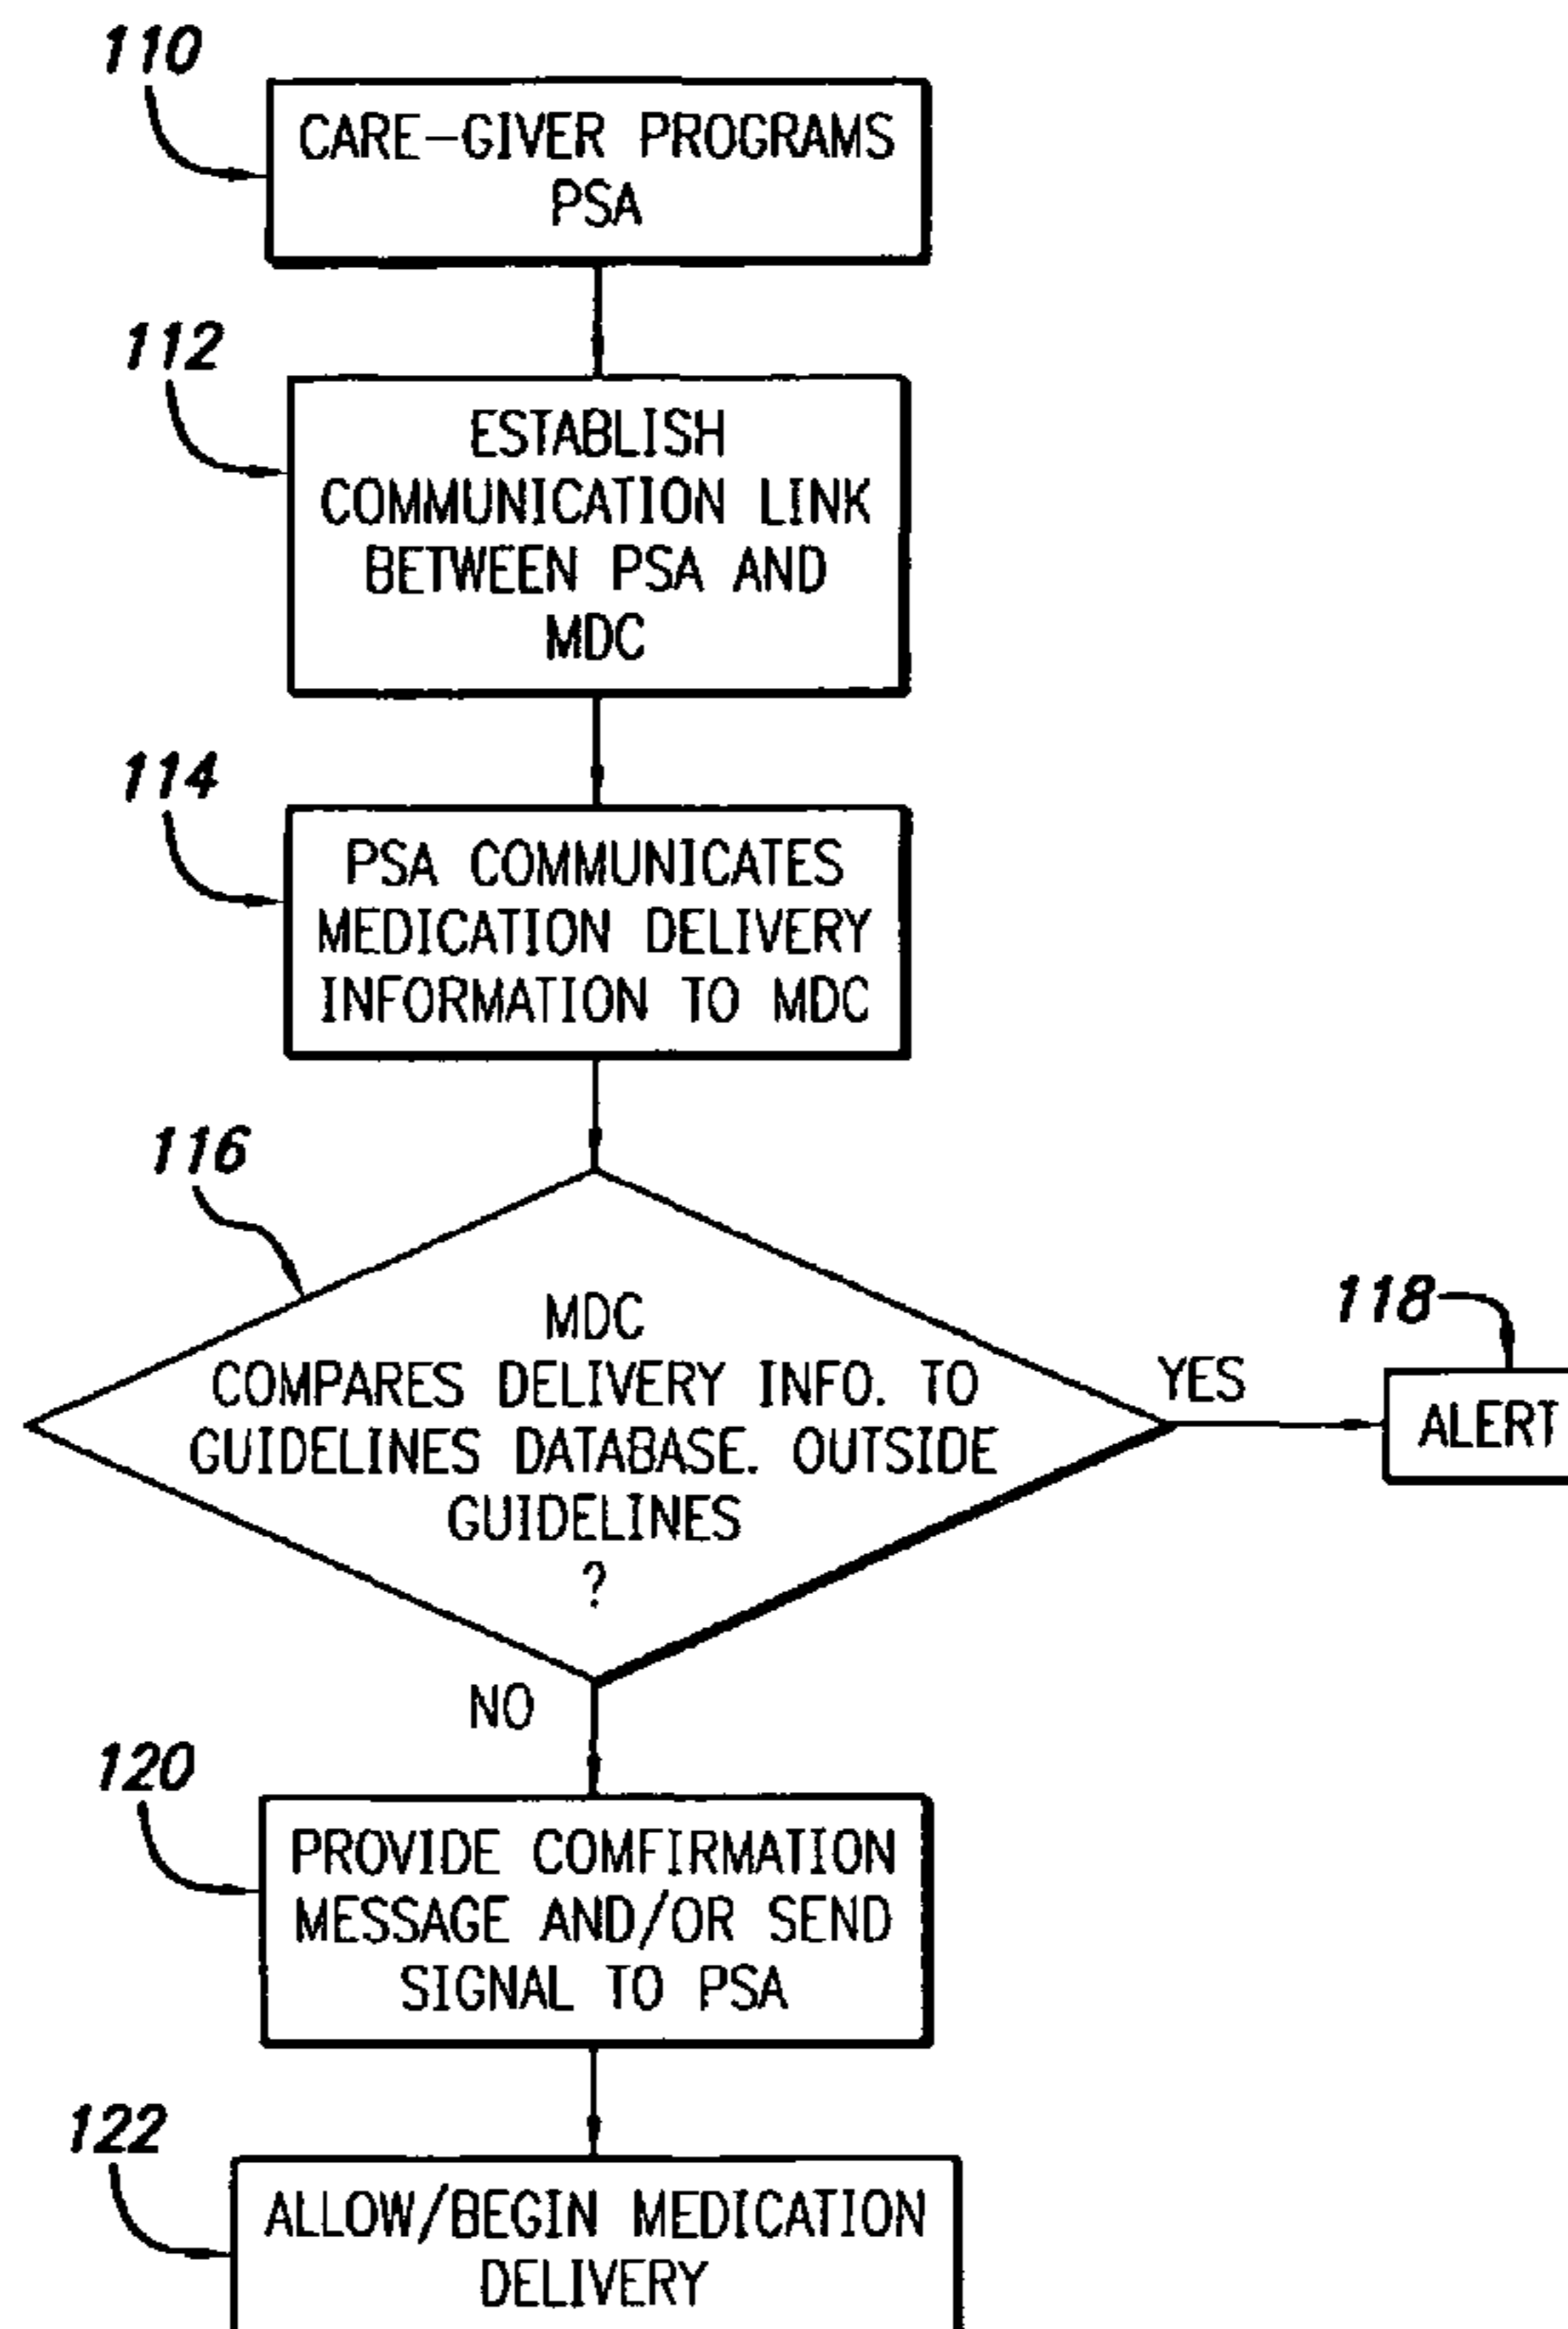 110
CARE-GIVER PROGRAMS
PSA
112
ESTABLISH
COMMUNICATION LINK
BETWEEN PSA AND
MDC
114
PSA COMMUNICATES
MEDICATION DELIVERY
INFORMATION TO MDC
116
MDC
COMPARES DELIVERY INFO. TO
GUIDELINES DATABASE. OUTSIDE
GUIDELINES
?
YES
118
ALERT
NO
120
PROVIDE COMFIRMATION
MESSAGE AND/OR SEND
SIGNAL TO PSA
122
ALLOW/BEGIN MEDICATION
DELIVERY